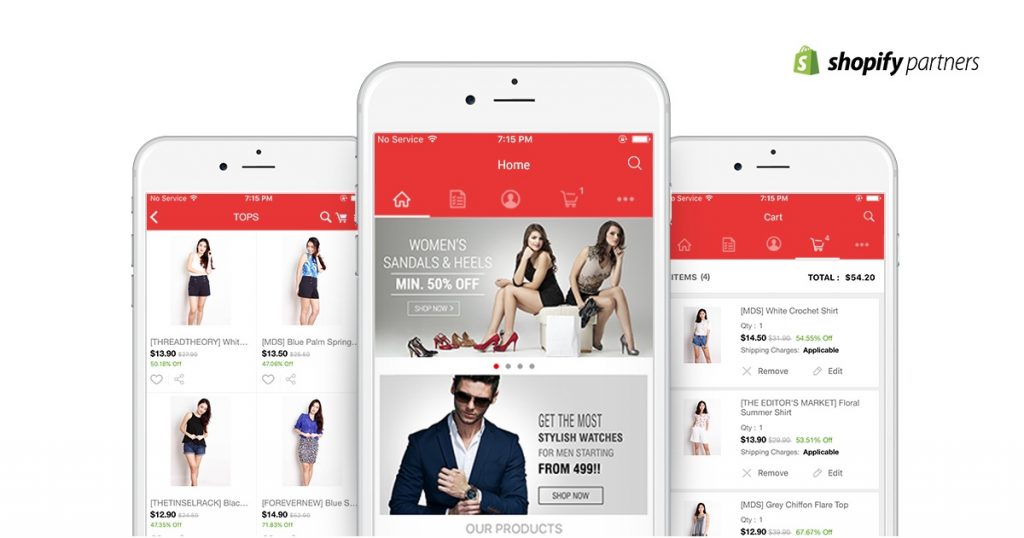 shopify partners
No Service 7:15 PM
TOPS
[THREADTHEORY] Whit...
$13.90 $27.90
50.18% Off
[MDS] Blue Palm Spring...
$13.50 $25.50
47.06% Off
[THETINSELRACK] Blac...
$12.90 $24.50
47.35% Off
[FOREVERNEW] Blue S...
$14.90 $52.90
71.83% Off
No Service 7:15 PM
Home
1
WOMEN'S
SANDALS & HEELS
MIN. 50% OFF
SHOP NOW >
GET THE MOST
STYLISH WATCHES
FOR MEN STARTING
FROM 499!!
SHOP NOW
OUR PRODUCTS
Service 7:15 PM
Cart
4
ITEMS (4) TOTAL : $54.20
[MDS] White Crochet Shirt
Qty : 1
$14.50 $31.90 54.55% Off
Shipping Charges: Applicable
Remove Edit
[THE EDITOR'S MARKET] Floral
Summer Shirt
Qty : 1
$13.90 $29.90 53.51% Off
Shipping Charges: Applicable
Remove Edit
[MDS] Grey Chiffon Flare Top
Qty : 1
$12.90 $39.90 67.67% Off